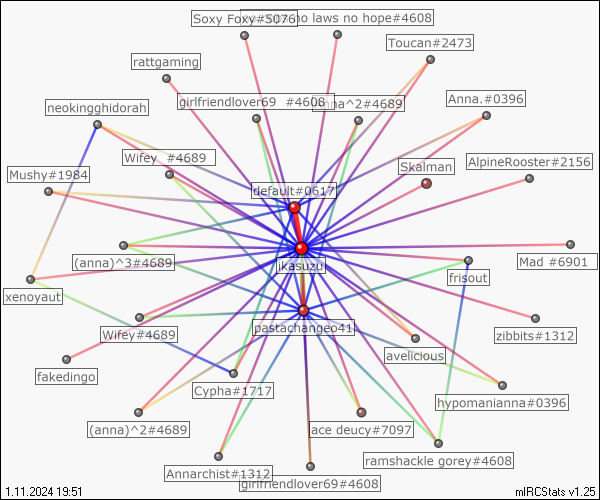 Soxy Foxy#5076
no laws no hope#4608
Toucan#2473
rattgaming
girlfriendlover69 #4608
anna^2#4689
Anna.#0396
neokingghidorah
Wifey #4689
Skalman
AlpineRooster#2156
Mushy#1984
default#0617
(anna)^3#4689
jkasuzu
Mad #6901
frisout
xenoyaut
Wifey#4689
pastachangeo41
zibbits#1312
avelicious
fakedingo
Cypha#1717
hypomanianna#0396
(anna)^2#4689
ace deucy#7097
ramshackle gorey#4608
Annarchist#1312
girlfriendlover69#4608
1.11.2024 19:51
mIRCStats v1.25